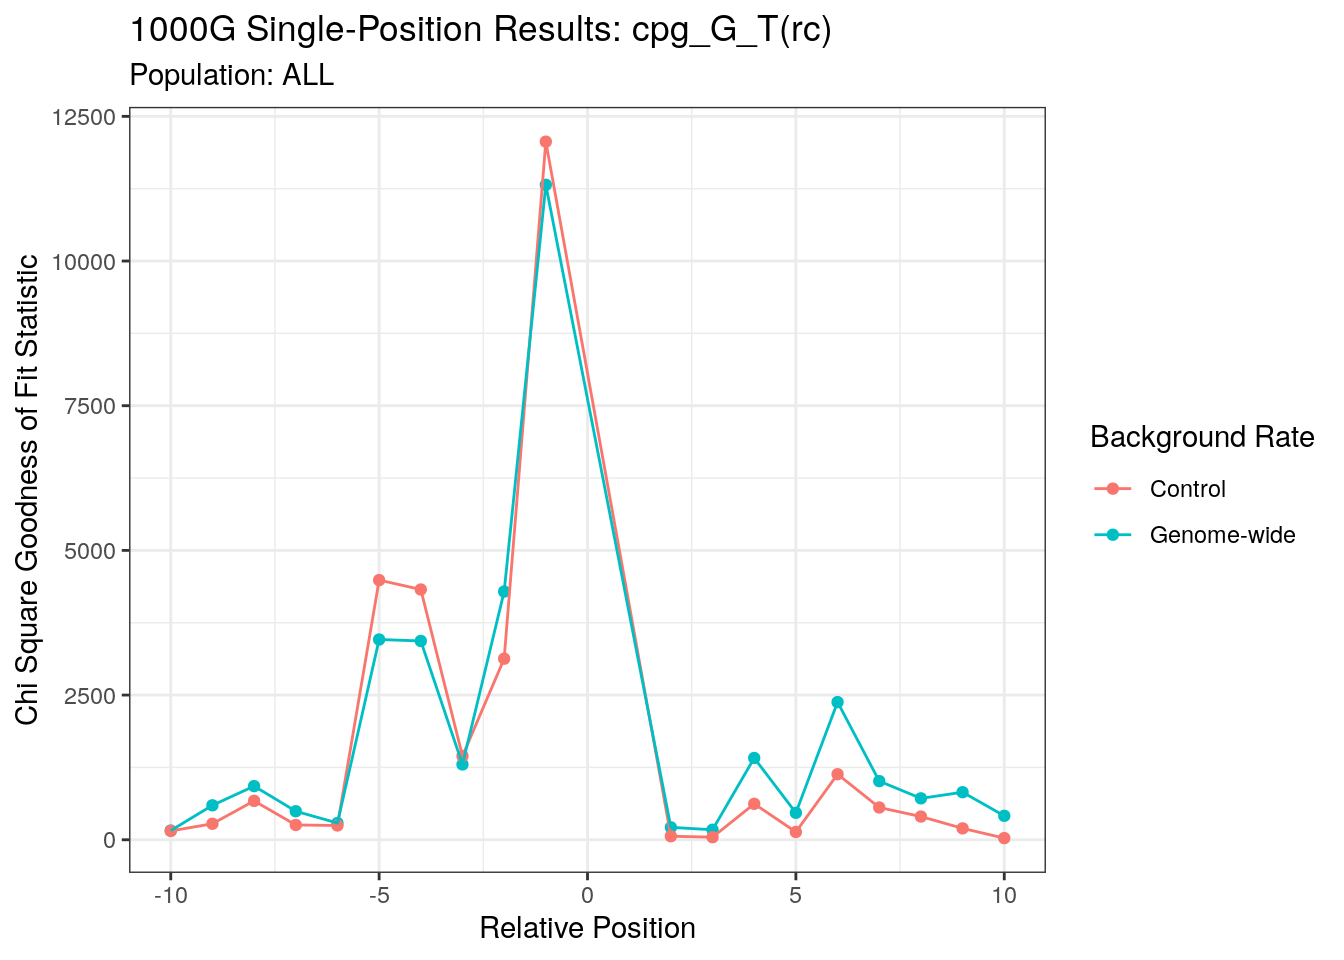 1000G Single-Position Results: cpg_G_T(rc)
Population: ALL
12500
10000
7500
5000
2500
0
Chi Square Goodness of Fit Statistic
-10
-5
0
5
10
Relative Position
Background Rate
Control
Genome-wide